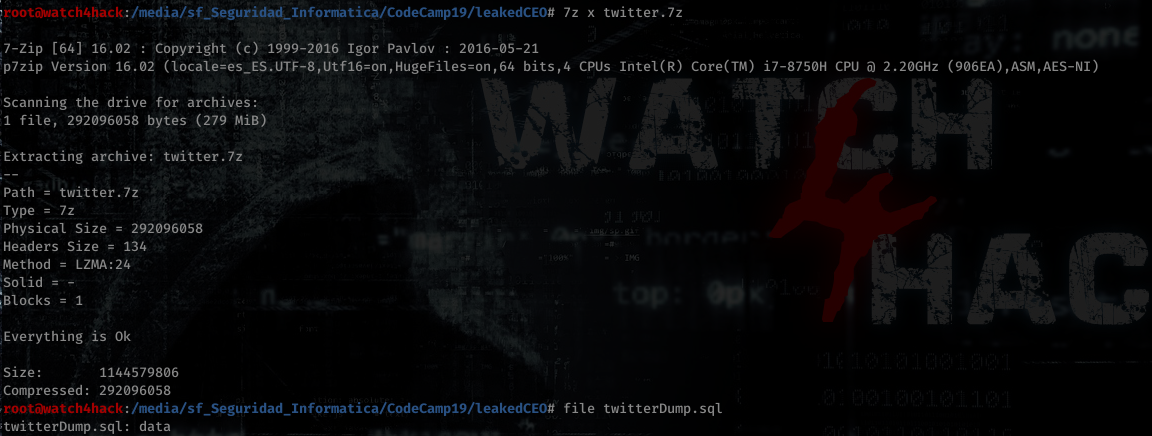 root@watch4hack:/media/sf_Seguridad_Informatica/CodeCamp19/leakedCEO# 7z x twitter.7z
7-Zip [64] 16.02 : Copyright (c) 1999-2016 Igor Pavlov : 2016-05-21
p7zip Version 16.02 (locale=es_ES.UTF-8,Utf16=on,HugeFiles=on,64 bits,4 CPUs Intel(R) Core(TM) i7-8750H CPU @ 2.20GHz (906EA),ASM,AES-NI)
Scanning the drive for archives:
1 file, 292096058 bytes (279 MiB)
Extracting archive: twitter.7z
--
Path = twitter.7z
Type = 7z
Physical Size = 292096058
Headers Size = 134
Method = LZMA:24
Solid = -
Blocks = 1
Everything is Ok
Size:       1144579806
Compressed: 292096058
root@watch4hack:/media/sf_Seguridad_Informatica/CodeCamp19/leakedCEO# file twitterDump.sql
twitterDump.sql: data
WATCH
4HAC